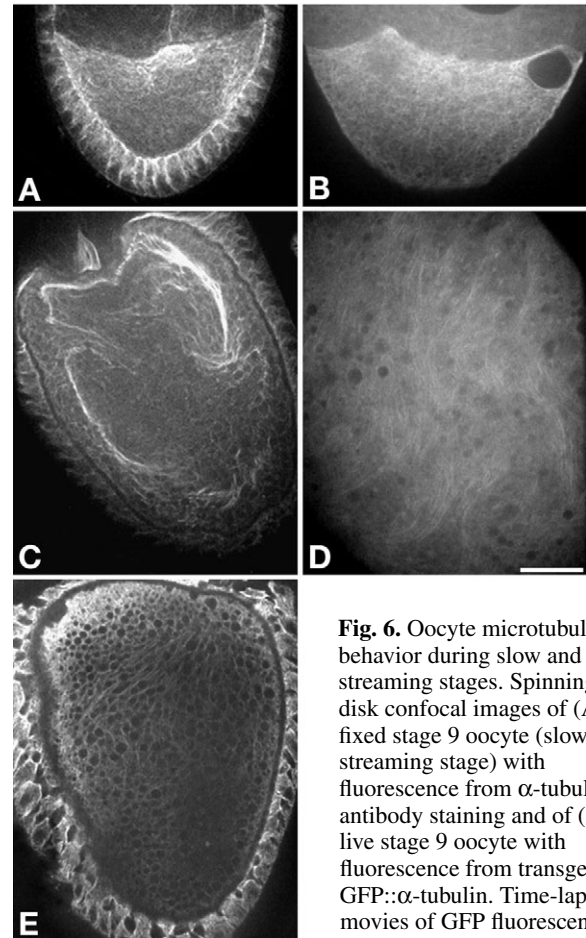 A
B
C
D
E
Fig. 6. Oocyte microtubul
behavior during slow and
streaming stages. Spinning
disk confocal images of (A
fixed stage 9 oocyte (slow
streaming stage) with
fluorescence from α-tubul
antibody staining and of (
live stage 9 oocyte with
fluorescence from transge
GFP::α-tubulin. Time-lap
movies of GFP fluorescen